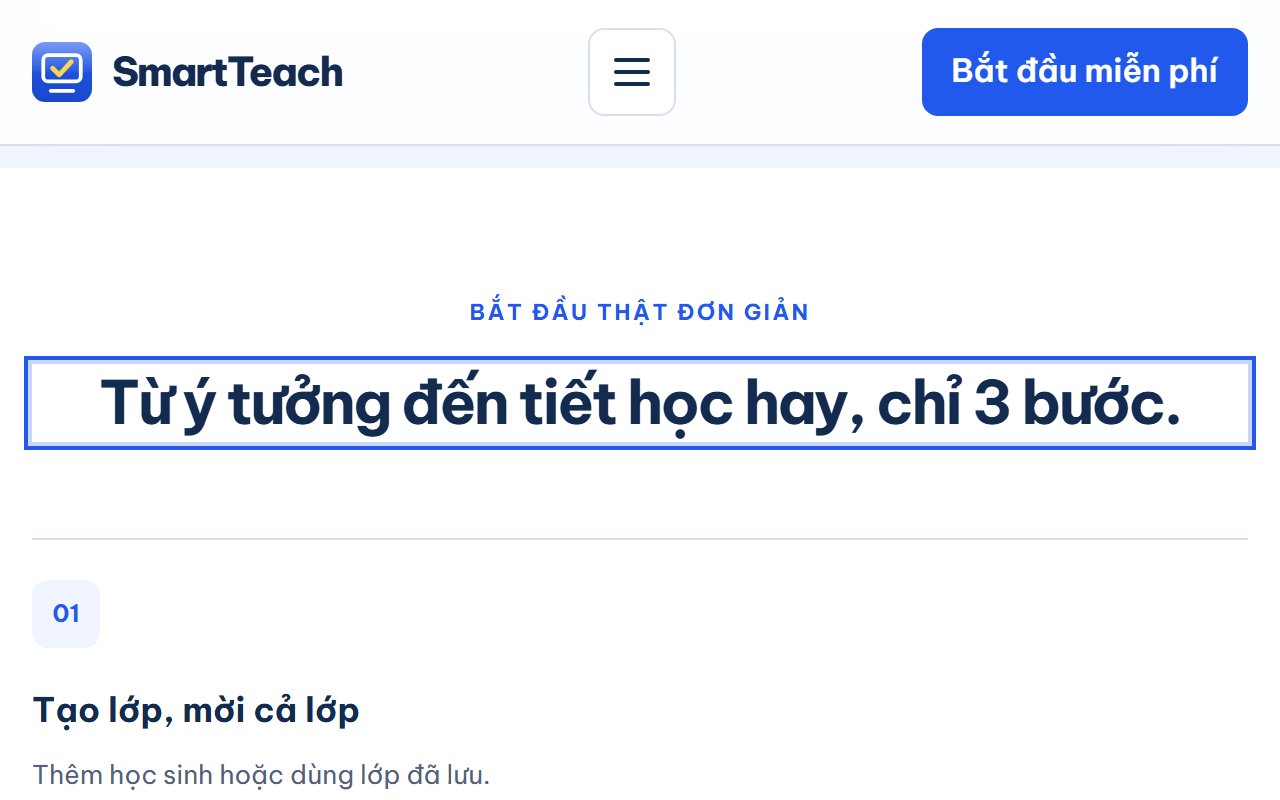 SmartTeach
Bắt đầu miễn phí
BẮT ĐẦU THẬT ĐƠN GIẢN
Từ ý tưởng đến tiết học hay, chỉ 3 bước.
01
Tạo lớp, mời cả lớp
Thêm học sinh hoặc dùng lớp đã lưu.